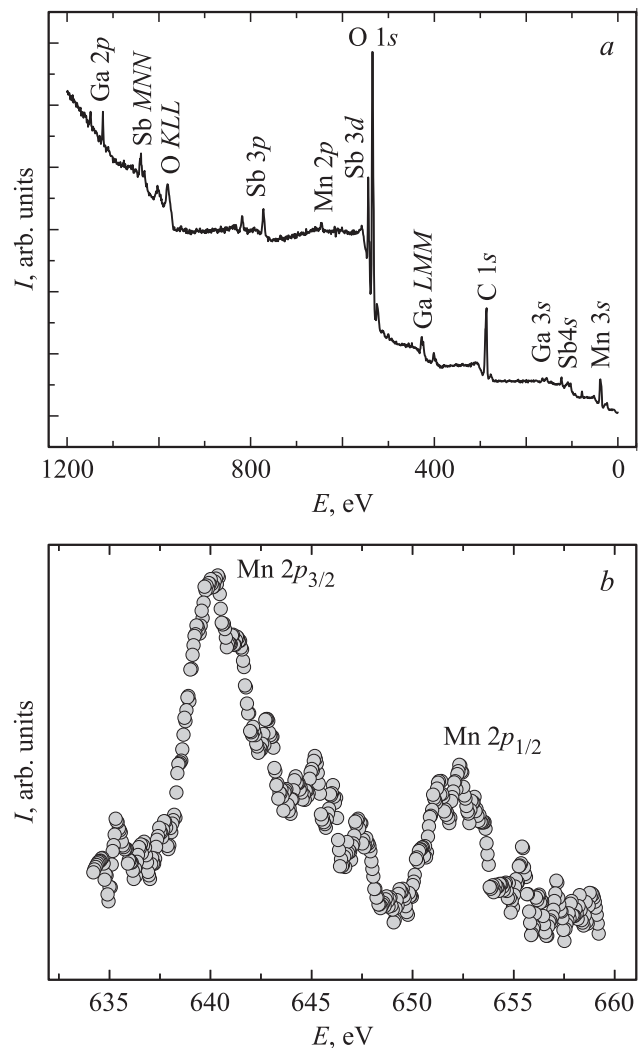 a
O 1s
Ga 2p
Sb MNN
O KLL
Sb 3p
Mn 2p
Sb 3d
Ga LMM
C 1s
Ga 3s
Sb4s
Mn 3s
I, arb. units
1200 800 400 0
E, eV
b
Mn 2p3/2
Mn 2p1/2
I, arb. units
635 640 645 650 655 660
E, eV